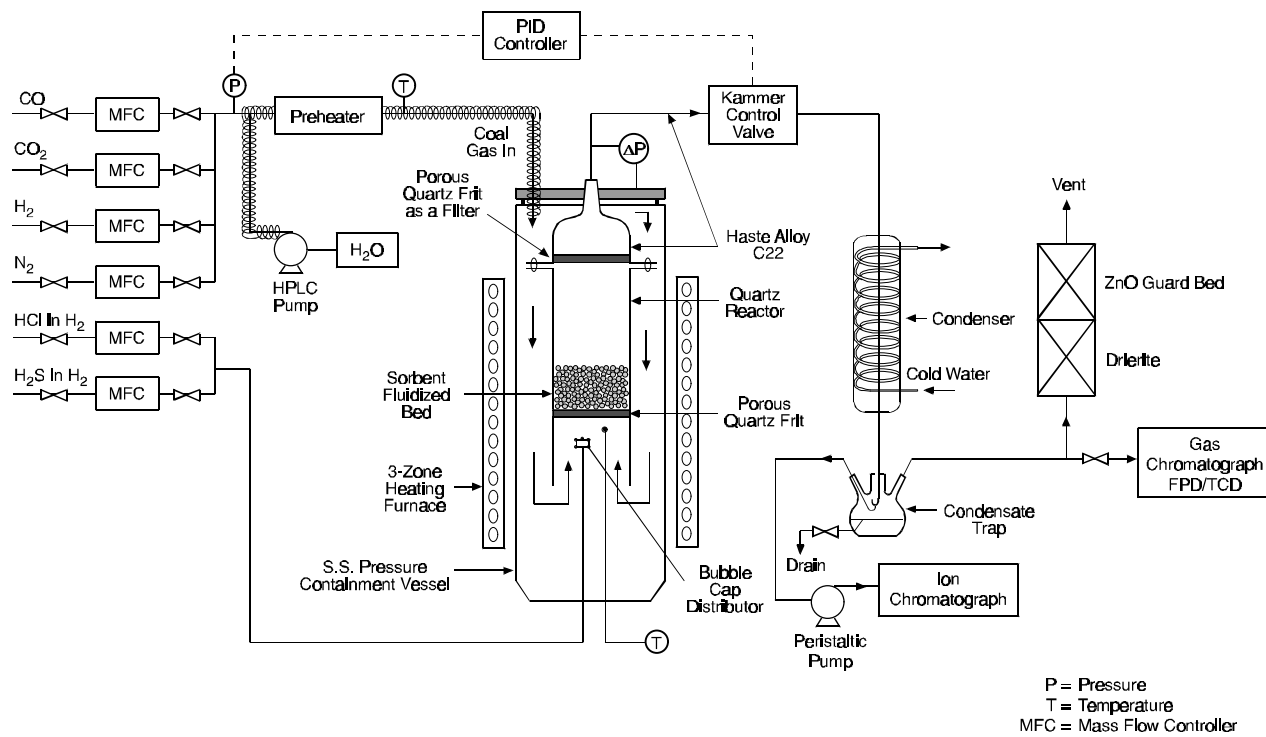 PID
Controller
P
T
CO
MFC
Preheater
Kammer
Control
Valve
Coal
Gas In
ΔP
CO2
MFC
Porous
Quartz Frit
as a Filter
Vent
H2
MFC
H2O
Haste Alloy
C22
N2
MFC
HPLC
Pump
ZnO Guard Bed
Quartz
Reactor
HCl In H2
MFC
Condenser
Drierite
H2S In H2
MFC
Sorbent
Fluidized
Bed
Cold Water
Porous
Quartz Frit
Gas
Chromatograph
FPD/TCD
3-Zone
Heating
Furnace
Condensate
Trap
Drain
S.S. Pressure
Containment Vessel
Bubble
Cap
Distributor
Ion
Chromatograph
T
Peristaltic
Pump
P = Pressure
T = Temperature
MFC = Mass Flow Controller